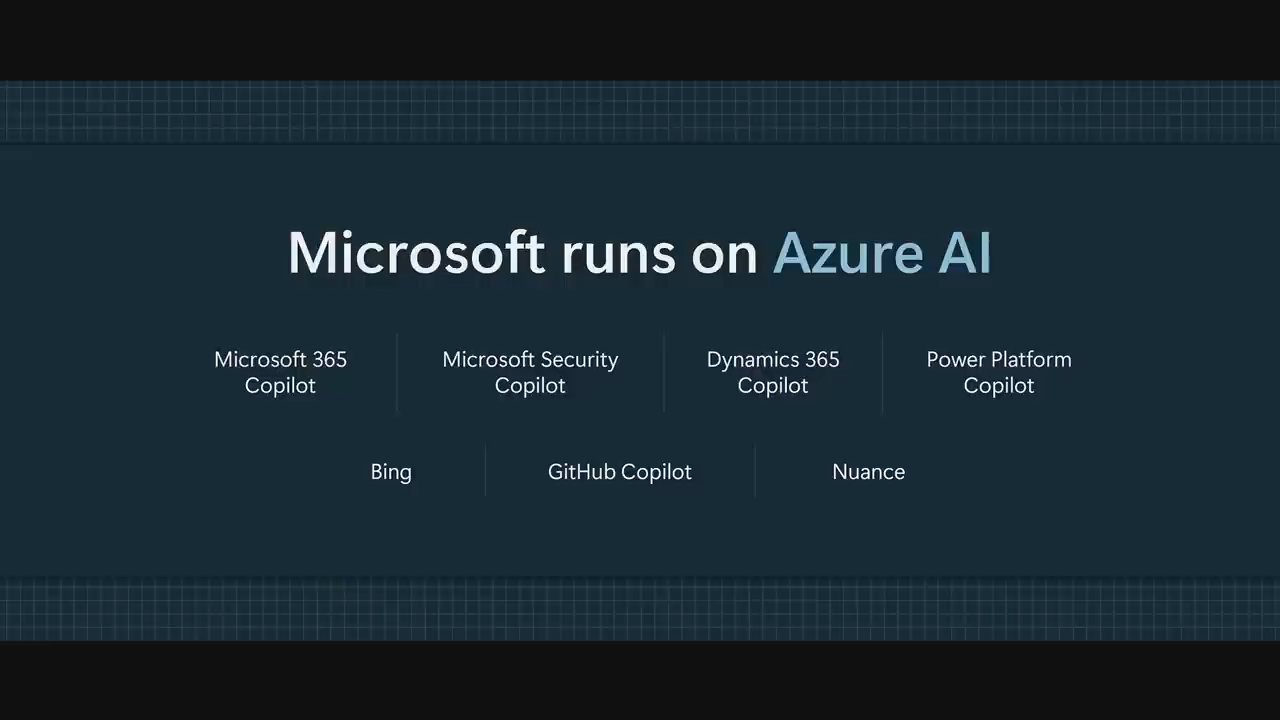 Microsoft runs on Azure AI
Microsoft 365
Copilot
Microsoft Security
Copilot
Dynamics 365
Copilot
Power Platform
Copilot
Bing
GitHub Copilot
Nuance